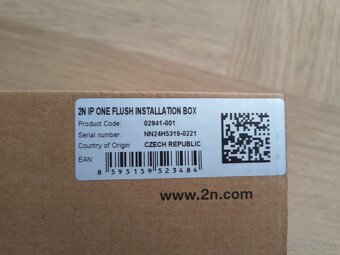 2N IP ONE FLUSH INSTALLATION BOX
Product Code: 02941-001
Serial number: NN24H5319-0221
Country of Origin: CZECH REPUBLIC
EAN:
8 595159 523484
www.2n.com